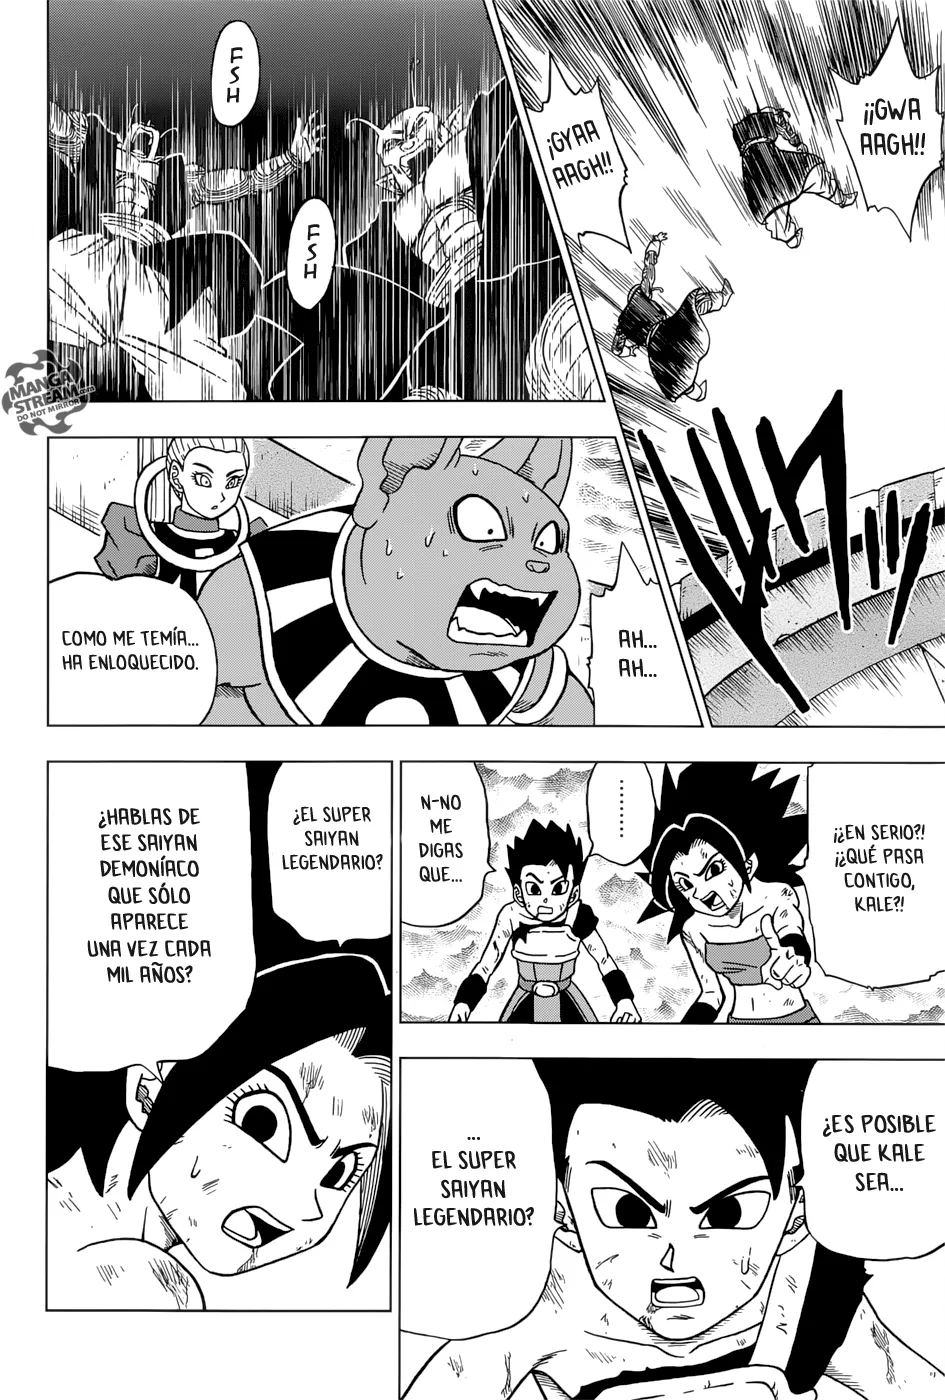 ¡¡GWA
AAGH!!
¡GYAA
AAGH!!
FSH
FSH
MANGA
STREAM.com
DO NOT MIRROR
AH...
AH...
COMO ME TEMÍA...
HA ENLOQUECIDO.
¡¿EN SERIO?!
¡¿QUÉ PASA
CONTIGO,
KALE?!
........
N-NO
ME
DIGAS
QUE...
¿EL SUPER
SAIYAN
LEGENDARIO?
¿HABLAS DE
ESE SAIYAN
DEMONÍACO
QUE SÓLO
APARECE
UNA VEZ CADA
MIL AÑOS?
¿ES POSIBLE
QUE KALE
SEA...
...
EL SUPER
SAIYAN
LEGENDARIO?